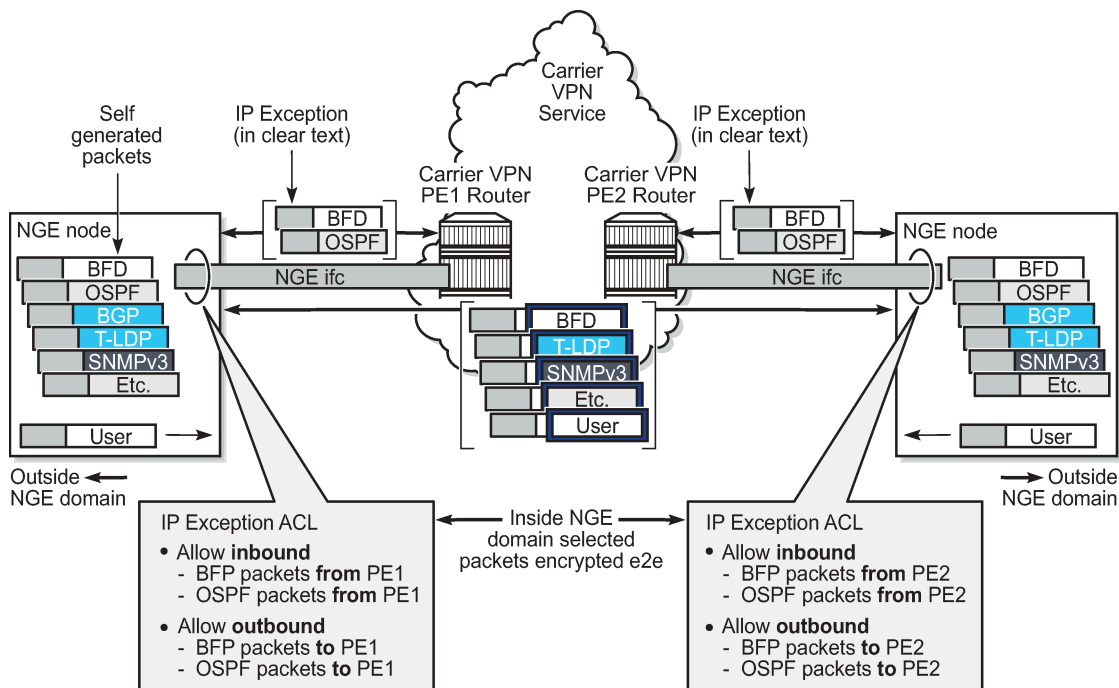 Carrier
VPN
Service
Self
generated
packets
IP Exception
(in clear text)
IP Exception
(in clear text)
Carrier VPN
PE1 Router
Carrier VPN
PE2 Router
NGE node
BFD
OSPF
BFD
OSPF
NGE node
BFD
OSPF
BGP
T-LDP
SNMPv3
Etc.
User
NGE ifc
NGE ifc
BFD
T-LDP
SNMPv3
Etc.
User
BFD
OSPF
BGP
T-LDP
SNMPv3
Etc.
User
Outside
NGE domain
Outside
NGE domain
IP Exception ACL
• Allow inbound
- BFP packets from PE1
- OSPF packets from PE1
• Allow outbound
- BFP packets to PE1
- OSPF packets to PE1
Inside NGE
domain selected
packets encrypted e2e
IP Exception ACL
• Allow inbound
- BFP packets from PE2
- OSPF packets from PE2
• Allow outbound
- BFP packets to PE2
- OSPF packets to PE2